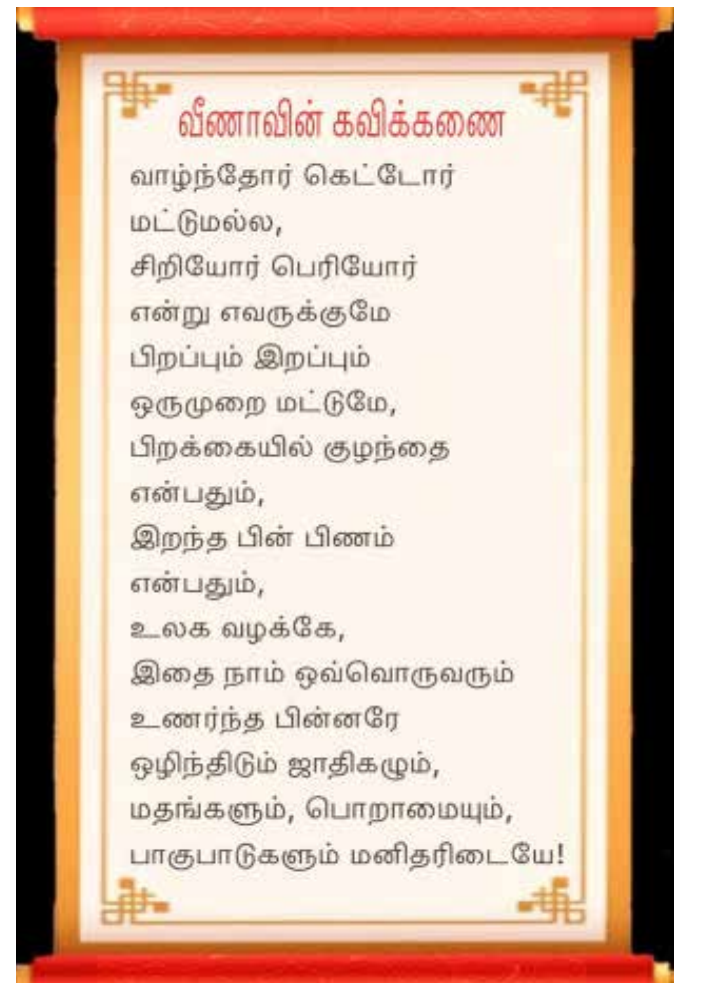 வீணாவின் கவிக்கணை
வாழ்ந்தோர் கெட்டோர்
மட்டுமல்ல,
சிறியோர் பெரியோர்
என்று எவருக்குமே
பிறப்பும் இறப்பும்
ஒருமுறை மட்டுமே,
பிறக்கையில் குழந்தை
என்பதும்,
இறந்த பின் பிணம்
என்பதும்,
உலக வழக்கே,
இதை நாம் ஒவ்வொருவரும்
உணர்ந்த பின்னரே
ஒழிந்திடும் ஜாதிகழும்,
மதங்களும், பொறாமையும்,
பாகுபாடுகளும் மனிதரிடையே!